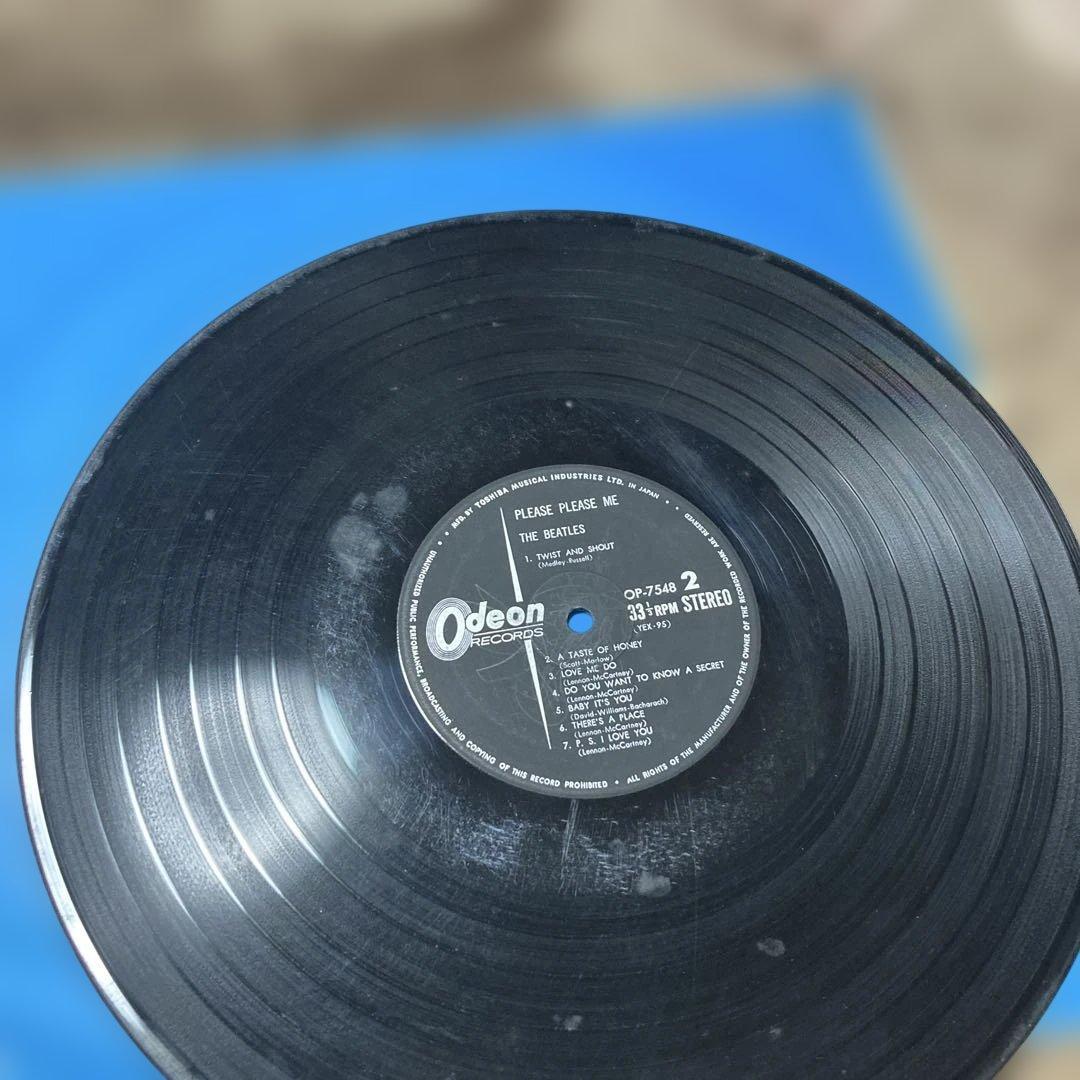 MFD. BY TOSHIBA MUSICAL INDUSTRIES LTD. IN JAPAN
PLEASE PLEASE ME
THE BEATLES
1. TWIST AND SHOUT
(Medley-Russell)
Odeon
RECORDS
OP-7548 2
33 1/3 RPM STEREO
(YEX-95)
2. A TASTE OF HONEY
(Scott-Marlow)
3. LOVE ME DO
(Lennon-McCartney)
4. DO YOU WANT TO KNOW A SECRET
(Lennon-McCartney)
5. BABY IT'S YOU
(David-Williams-Bacharach)
6. THERE'S A PLACE
(Lennon-McCartney)
7. P. S. I LOVE YOU
(Lennon-McCartney)
UNAUTHORIZED PUBLIC PERFORMANCE, BROADCASTING AND COPYING OF THIS RECORD PROHIBITED • ALL RIGHTS OF THE MANUFACTURER AND OF THE OWNER OF THE RECORDED WORK ARE RESERVED